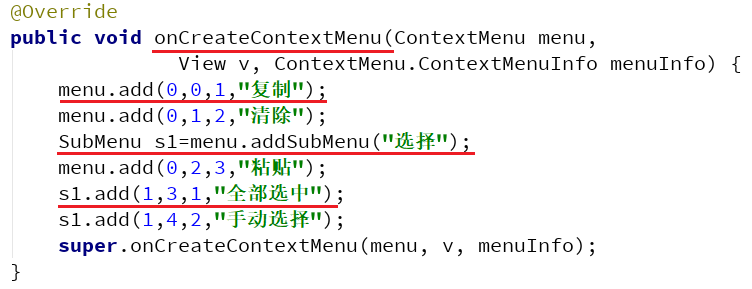 @Override
public void onCreateContextMenu(ContextMenu menu,
View v, ContextMenu.ContextMenuInfo menuInfo) {
menu.add(0,0,1,"复制");
menu.add(0,1,2,"清除");
SubMenu s1=menu.addSubMenu("选择");
menu.add(0,2,3,"粘贴");
s1.add(1,3,1,"全部选中");
s1.add(1,4,2,"手动选择");
super.onCreateContextMenu(menu, v, menuInfo);
}